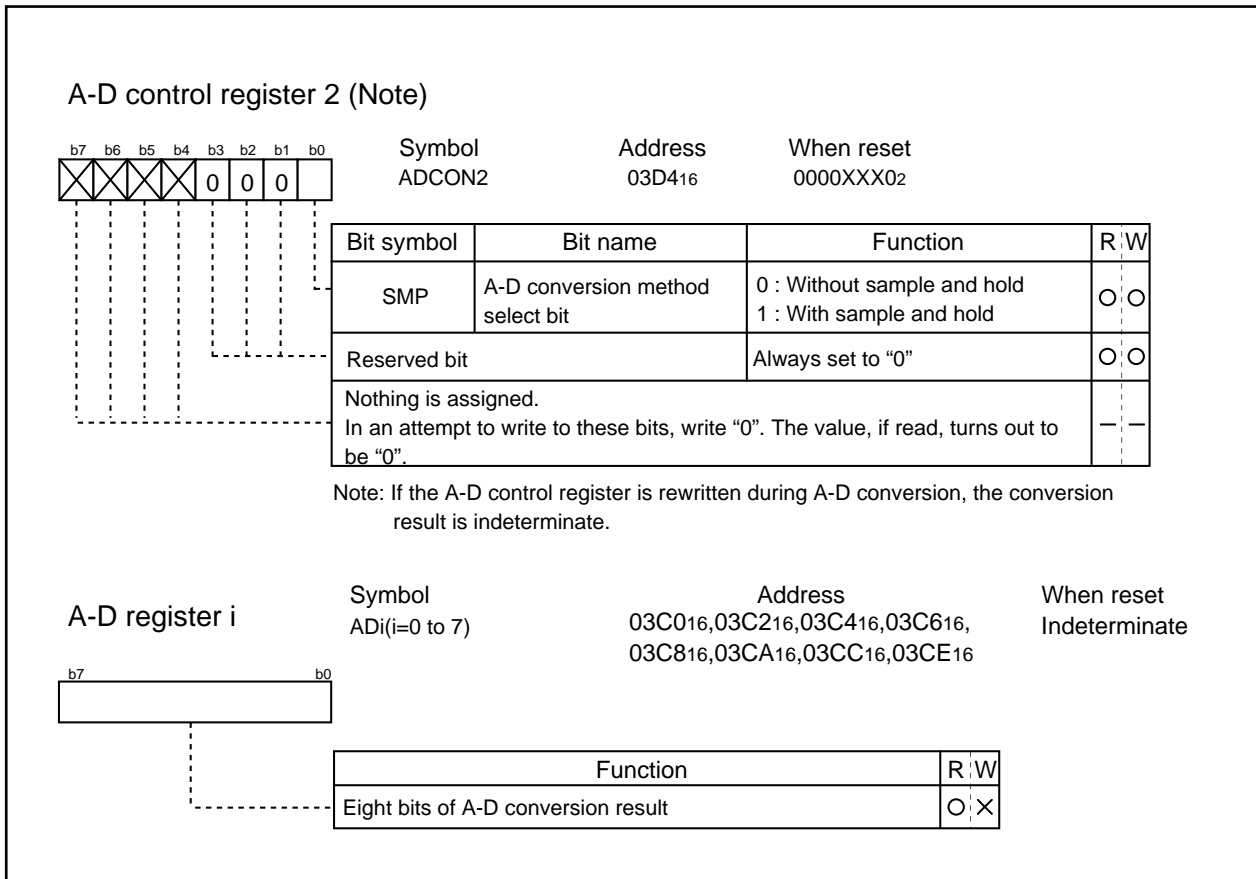 A-D control register 2 (Note)
b7 b6 b5 b4 b3 b2 b1 b0
0 0 0
Symbol Address When reset
ADCON2 03D416 0000XXX02
Bit symbol Bit name Function R W
SMP A-D conversion method select bit 0 : Without sample and hold 1 : With sample and hold O O
Reserved bit Always set to “0” O O
Nothing is assigned.
In an attempt to write to these bits, write “0”. The value, if read, turns out to
be “0”.
– –
Note: If the A-D control register is rewritten during A-D conversion, the conversion
result is indeterminate.
A-D register i
Symbol Address When reset
ADi(i=0 to 7) 03C016,03C216,03C416,03C616, Indeterminate
03C816,03CA16,03CC16,03CE16
b7 b0
Function R W
Eight bits of A-D conversion result O X